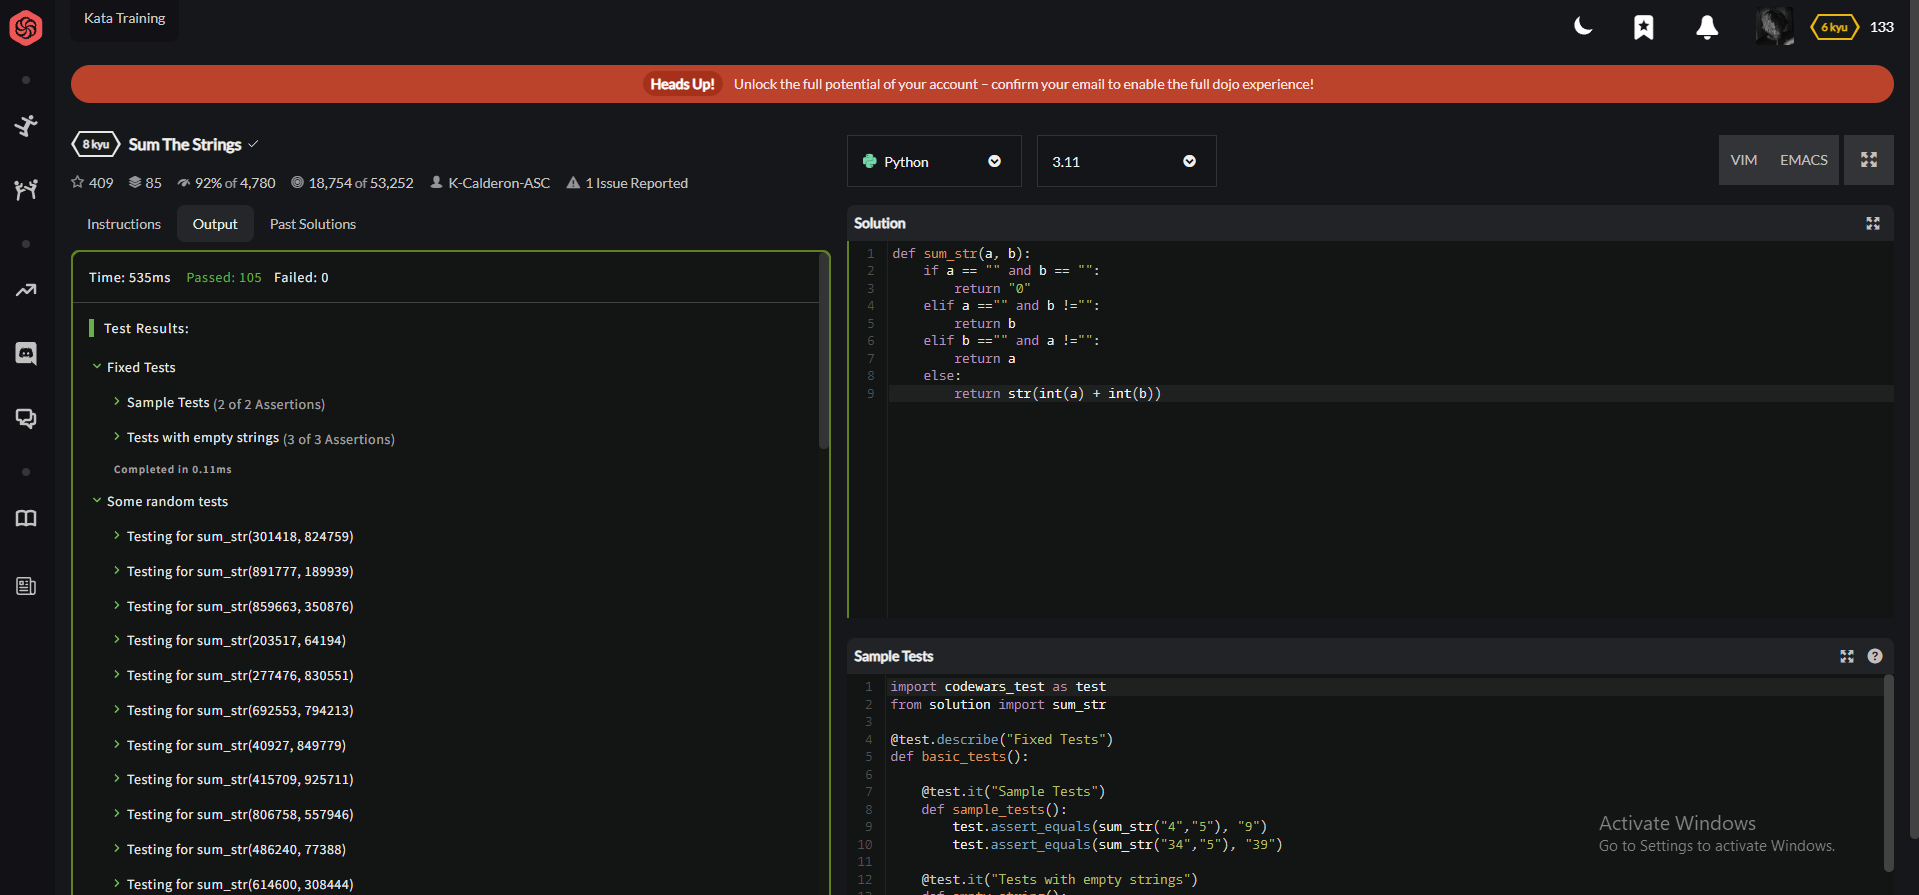 Kata Training
6 kyu 133
Heads Up! Unlock the full potential of your account – confirm your email to enable the full dojo experience!
8 kyu Sum The Strings
409 85 92% of 4,780 18,754 of 53,252 K-Calderon-ASC 1 Issue Reported
Python 3.11 VIM EMACS
Instructions Output Past Solutions
Time: 535ms Passed: 105 Failed: 0
Test Results:
Fixed Tests
Sample Tests (2 of 2 Assertions)
Tests with empty strings (3 of 3 Assertions)
Completed in 0.11ms
Some random tests
Testing for sum_str(301418, 824759)
Testing for sum_str(891777, 189939)
Testing for sum_str(859663, 350876)
Testing for sum_str(203517, 64194)
Testing for sum_str(277476, 830551)
Testing for sum_str(692553, 794213)
Testing for sum_str(40927, 849779)
Testing for sum_str(415709, 925711)
Testing for sum_str(806758, 557946)
Testing for sum_str(486240, 77388)
Testing for sum_str(614600, 308444)
Solution
1 def sum_str(a, b):
2     if a == "" and b == "":
3         return "0"
4     elif a =="" and b !="":
5         return b
6     elif b =="" and a !="":
7         return a
8     else:
9         return str(int(a) + int(b))
Sample Tests
1 import codewars_test as test
2 from solution import sum_str
3
4 @test.describe("Fixed Tests")
5 def basic_tests():
6
7     @test.it("Sample Tests")
8     def sample_tests():
9         test.assert_equals(sum_str("4","5"), "9")
10         test.assert_equals(sum_str("34","5"), "39")
11
12     @test.it("Tests with empty strings")
Activate Windows
Go to Settings to activate Windows.